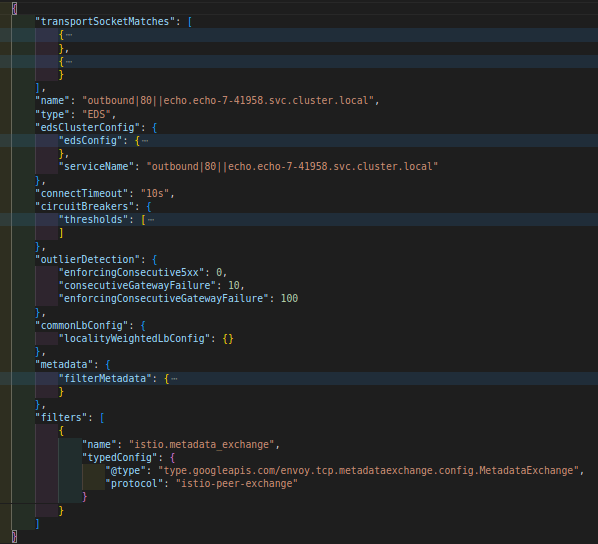 {
"transportSocketMatches": [
{⋯
},
{⋯
}
],
"name": "outbound|80||echo.echo-7-41958.svc.cluster.local",
"type": "EDS",
"edsClusterConfig": {
"edsConfig": {⋯
},
"serviceName": "outbound|80||echo.echo-7-41958.svc.cluster.local"
},
"connectTimeout": "10s",
"circuitBreakers": {
"thresholds": [⋯
]
},
"outlierDetection": {
"enforcingConsecutive5xx": 0,
"consecutiveGatewayFailure": 10,
"enforcingConsecutiveGatewayFailure": 100
},
"commonLbConfig": {
"localityWeightedLbConfig": {}
},
"metadata": {
"filterMetadata": {⋯
}
},
"filters": [
{
"name": "istio.metadata_exchange",
"typedConfig": {
"@type": "type.googleapis.com/envoy.tcp.metadataexchange.config.MetadataExchange",
"protocol": "istio-peer-exchange"
}
}
]
}